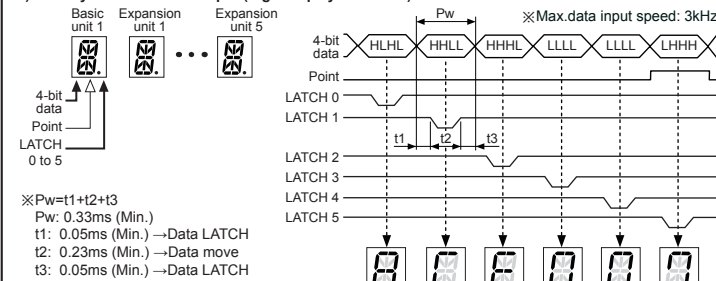 Basic unit 1
Expansion unit 1
Expansion unit 5
4-bit data
Point
LATCH 0 to 5
※Pw=t1+t2+t3
Pw: 0.33ms (Min.)
t1: 0.05ms (Min.) →Data LATCH
t2: 0.23ms (Min.) →Data move
t3: 0.05ms (Min.) →Data LATCH
Pw
※Max.data input speed: 3kHz
4-bit data
HLHL
HHLL
HHHL
LLLL
LLLL
LHHH
Point
LATCH 0
LATCH 1
t1
t2
t3
LATCH 2
LATCH 3
LATCH 4
LATCH 5